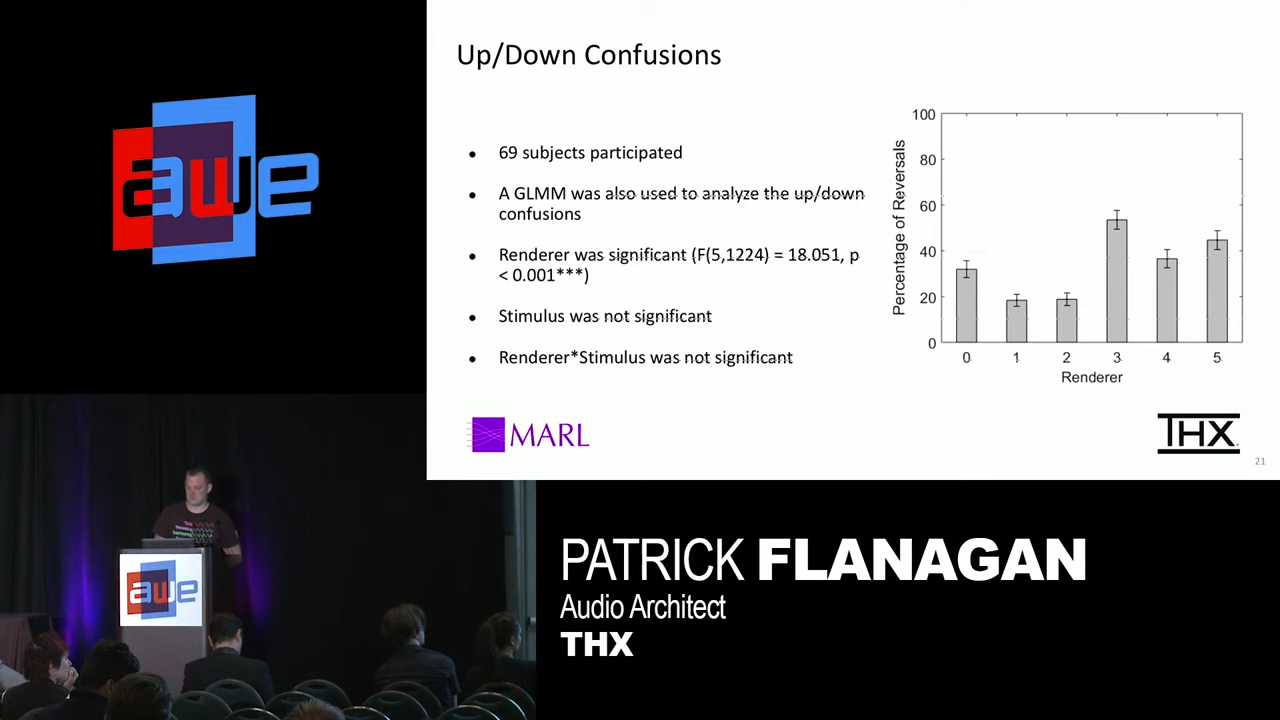 awe
Up/Down Confusions
• 69 subjects participated
• A GLMM was also used to analyze the up/down
confusions
• Renderer was significant (F(5,1224) = 18.051, p
< 0.001***)
• Stimulus was not significant
• Renderer*Stimulus was not significant
Percentage of Reversals
100
80
60
40
20
0
0 1 2 3 4 5
Renderer
MARL
THX
21
awe
PATRICK FLANAGAN
Audio Architect
THX